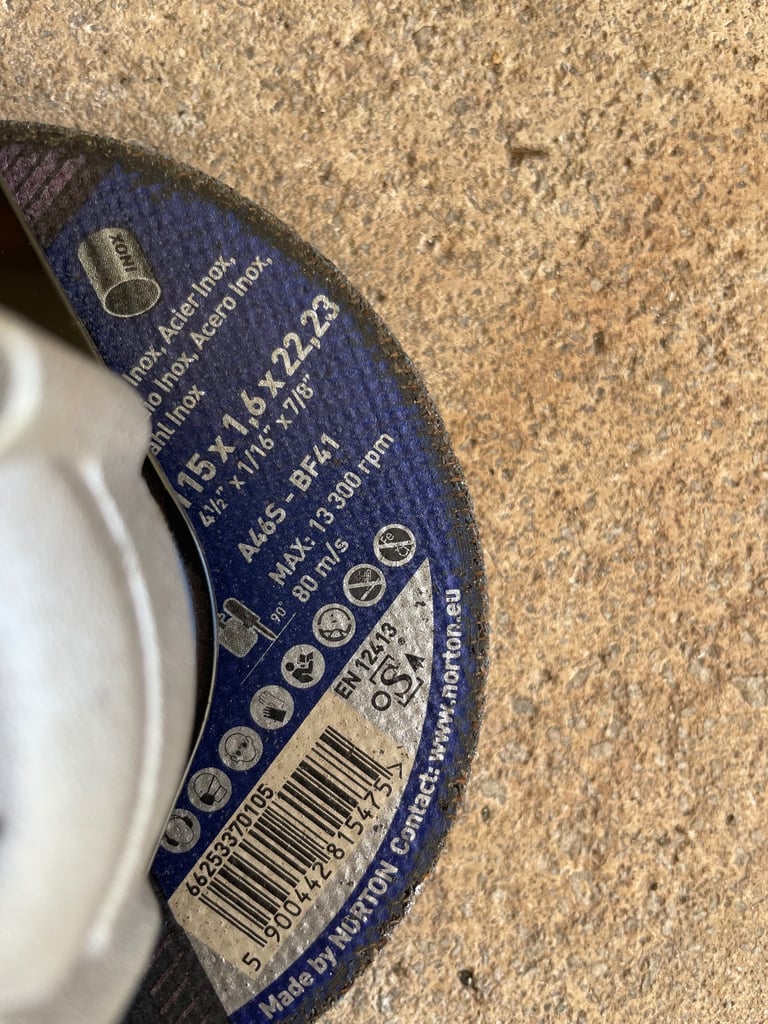 INOX
Inox, Acier Inox,
Inox, Acero Inox,
Inox
115 x 1,6 x 22,23
4½" x 1/16" x 7/8"
A46S - BF41
MAX: 13 300 rpm
80 m/s
90°
Fe
EN 12413
oSa
66253370105
5 900442 815475 >
Made by NORTON Contact: www.norton.eu